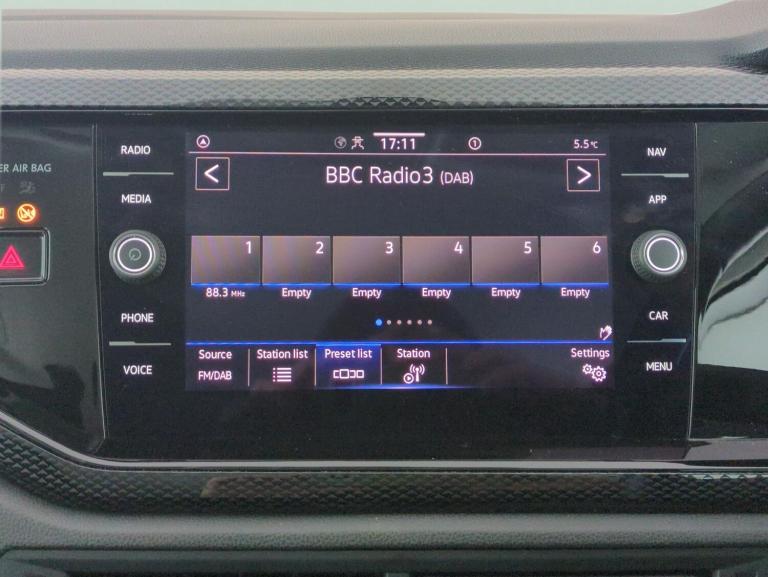 ER AIR BAG
RADIO
MEDIA
PHONE
VOICE
17:11
1
5.5°C
<
BBC Radio3 (DAB)
>
1
2
3
4
5
6
88.3 MHz
Empty
Empty
Empty
Empty
Empty
Source
FM/DAB
Station list
Preset list
Station
Settings
NAV
APP
CAR
MENU